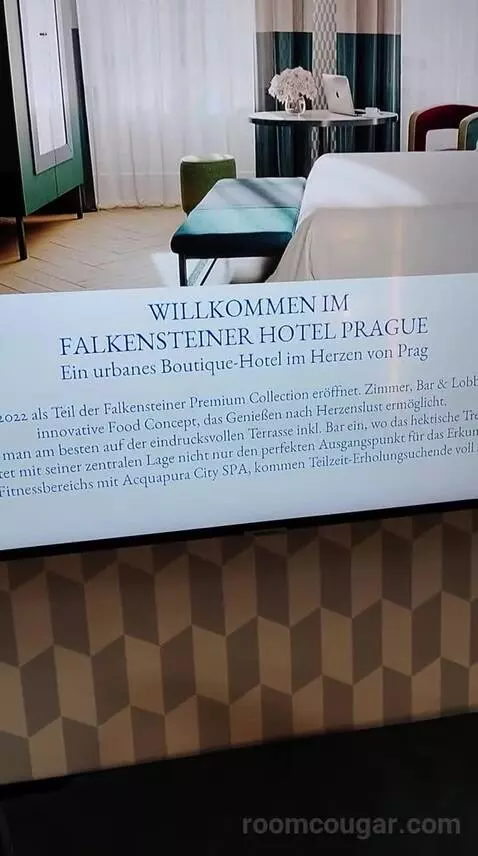 WILLKOMMEN IM
FALKENSTEINER HOTEL PRAGUE
Ein urbanes Boutique-Hotel im Herzen von Prag
2022 als Teil der Falkensteiner Premium Collection eröffnet. Zimmer, Bar & Lobb
innovative Food Concept, das Genießen nach Herzenslust ermöglicht.
man am besten auf der eindrucksvollen Terrasse inkl. Bar ein, wo das hektische Tre
tet mit seiner zentralen Lage nicht nur den perfekten Ausgangspunkt für das Erkun
Fitnessbereichs mit Acquapura City SPA, kommen Teilzeit-Erholungsuchende voll
roomcougar.com